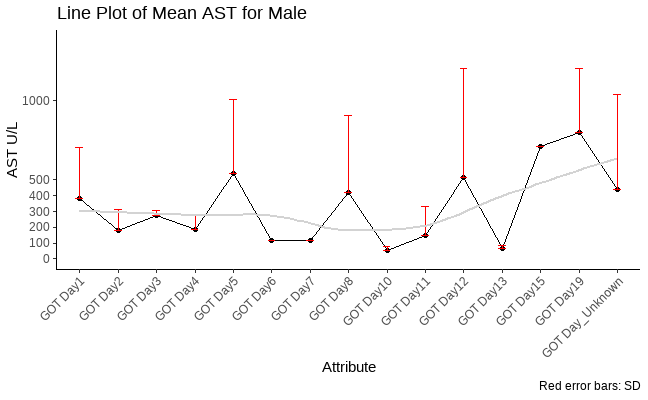 Line Plot of Mean AST for Male
AST U/L
1000
500
400
300
200
100
0
GOT Day1
GOT Day2
GOT Day3
GOT Day4
GOT Day5
GOT Day6
GOT Day7
GOT Day8
GOT Day10
GOT Day11
GOT Day12
GOT Day13
GOT Day15
GOT Day19
GOT Day_Unknown
Attribute
Red error bars: SD